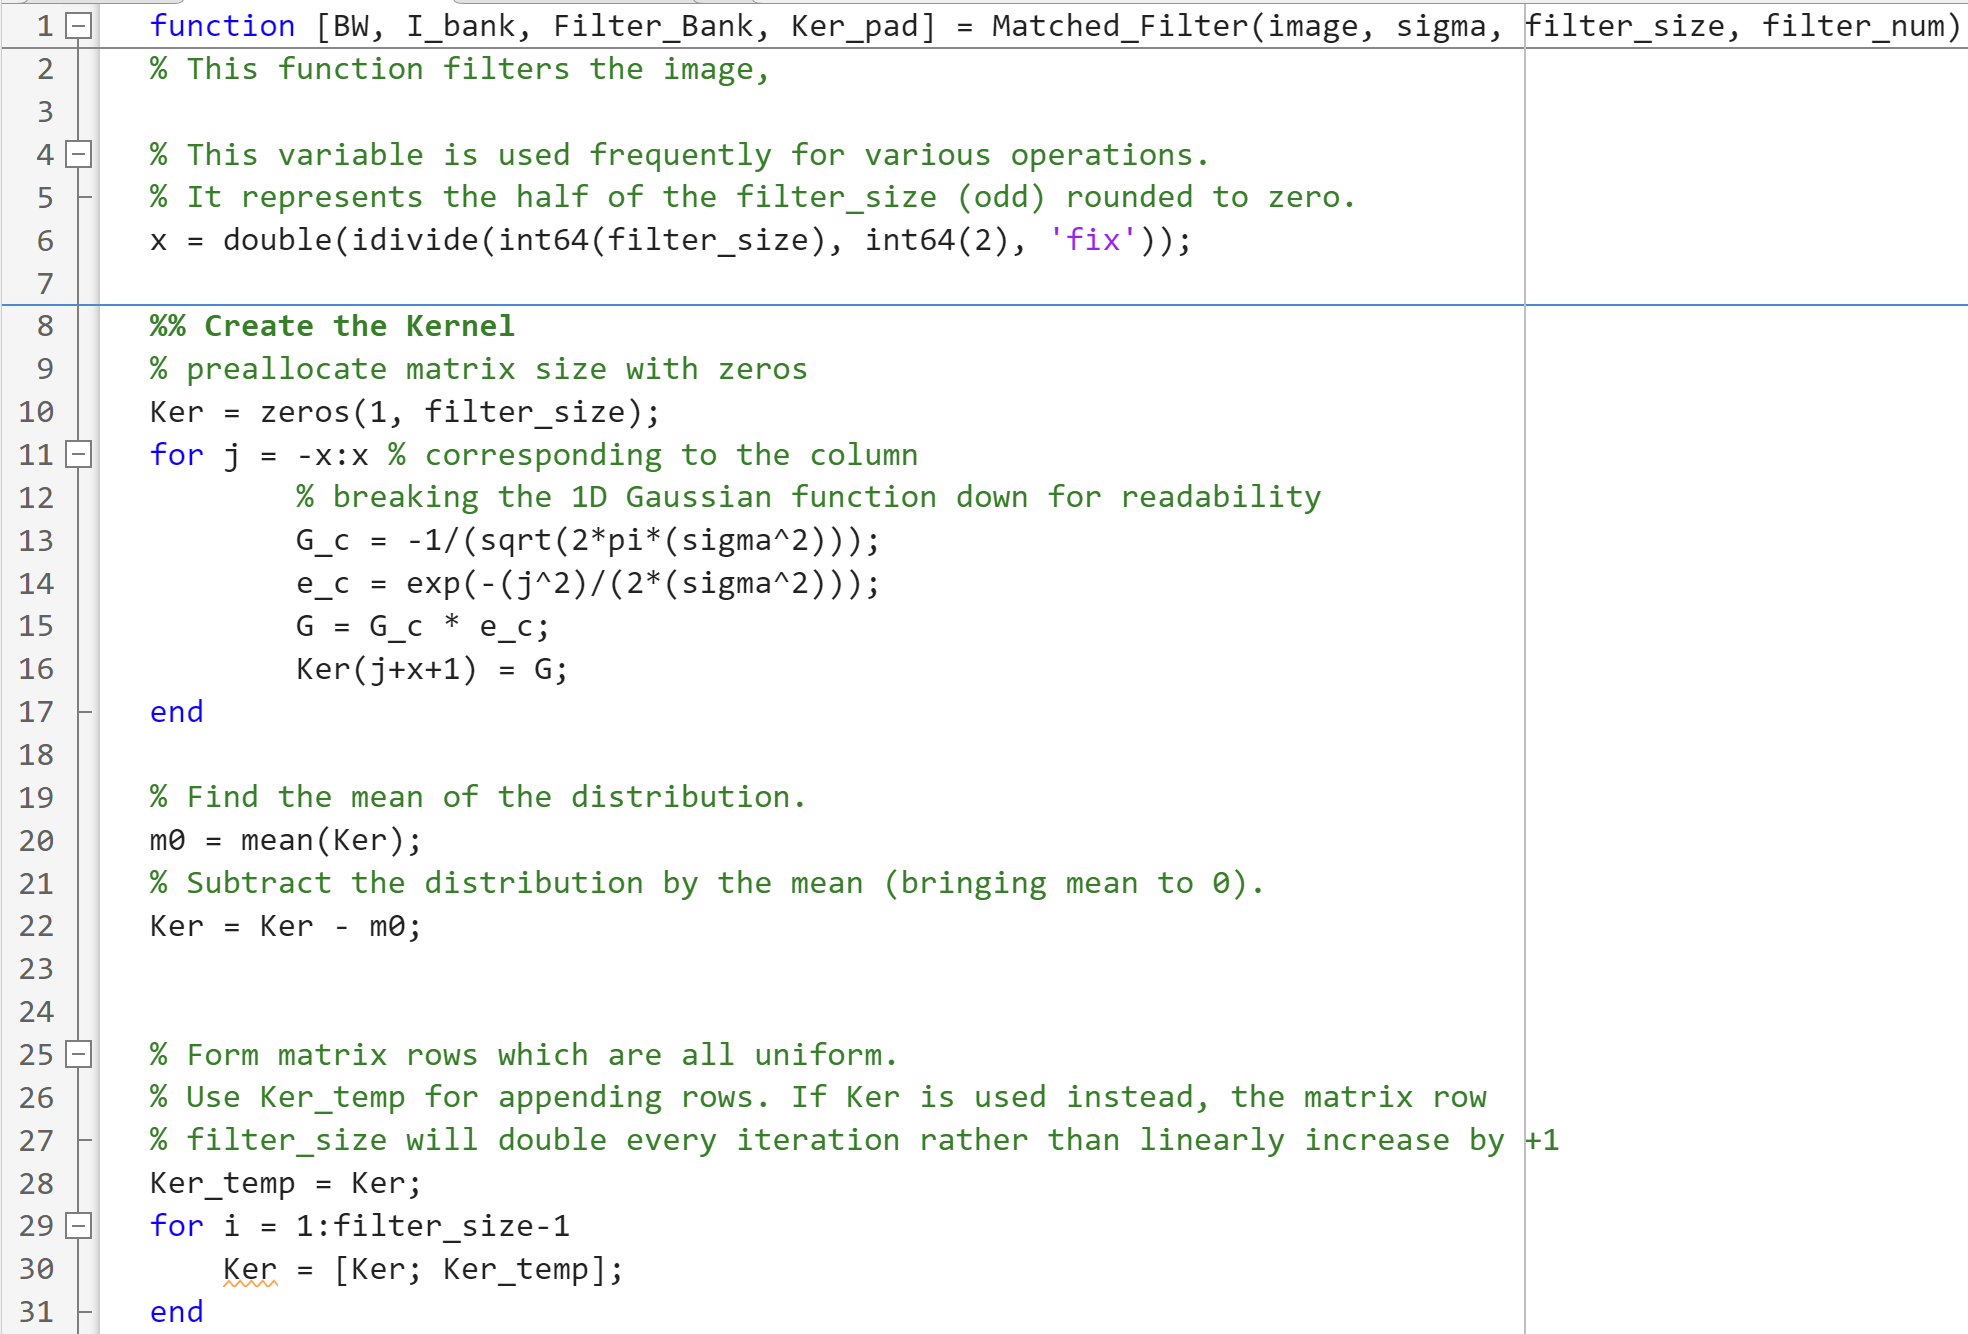 1 function [BW, I_bank, Filter_Bank, Ker_pad] = Matched_Filter(image, sigma, filter_size, filter_num)
2 % This function filters the image,
3
4 % This variable is used frequently for various operations.
5 % It represents the half of the filter_size (odd) rounded to zero.
6 x = double(idivide(int64(filter_size), int64(2), 'fix'));
7
8 %% Create the Kernel
9 % preallocate matrix size with zeros
10 Ker = zeros(1, filter_size);
11 for j = -x:x % corresponding to the column
12 % breaking the 1D Gaussian function down for readability
13 G_c = -1/(sqrt(2*pi*(sigma^2)));
14 e_c = exp(-(j^2)/(2*(sigma^2)));
15 G = G_c * e_c;
16 Ker(j+x+1) = G;
17 end
18
19 % Find the mean of the distribution.
20 m0 = mean(Ker);
21 % Subtract the distribution by the mean (bringing mean to 0).
22 Ker = Ker - m0;
23
24
25 % Form matrix rows which are all uniform.
26 % Use Ker_temp for appending rows. If Ker is used instead, the matrix row
27 % filter_size will double every iteration rather than linearly increase by +1
28 Ker_temp = Ker;
29 for i = 1:filter_size-1
30 Ker = [Ker; Ker_temp];
31 end